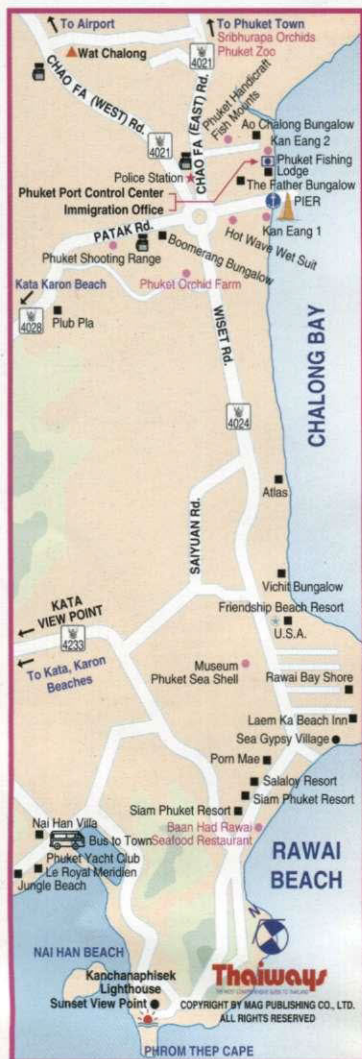 To Airport
To Phuket Town
Sribhurapa Orchids
Phuket Zoo
Wat Chalong
4021
CHAO FA (WEST) Rd.
CHAO FA (EAST) Rd.
4021
Phuket Handicraft
Fish Mounts
Ao Chalong Bungalow
Kan Eang 2
Phuket Fishing
Lodge
Police Station
The Father Bungalow
Phuket Port Control Center
Immigration Office
PIER
Kan Eang 1
PATAK Rd.
Hot Wave Wet Suit
Boomerang Bungalow
Phuket Shooting Range
Phuket Orchid Farm
Kata Karon Beach
4028
Plub Pla
WISET Rd.
CHALONG BAY
4024
Atlas
SAIYUAN Rd.
Vichit Bungalow
KATA
VIEW POINT
Friendship Beach Resort
U.S.A.
4233
To Kata, Karon
Beaches
Museum
Phuket Sea Shell
Rawai Bay Shore
Laem Ka Beach Inn
Sea Gypsy Village
Porn Mae
Salaloy Resort
Siam Phuket Resort
Siam Phuket Resort
Baan Had Rawai
Seafood Restaurant
Nai Han Villa
Bus to Town
Phuket Yacht Club
Le Royal Meridien
Jungle Beach
RAWAI
BEACH
N
NAI HAN BEACH
Kanchanaphisek
Lighthouse
Sunset View Point
Thaiways
THE MOST CONVENIENT GUIDE TO THAILAND
COPYRIGHT BY MAG PUBLISHING CO., LTD.
ALL RIGHTS RESERVED
PHROM THEP CAPE